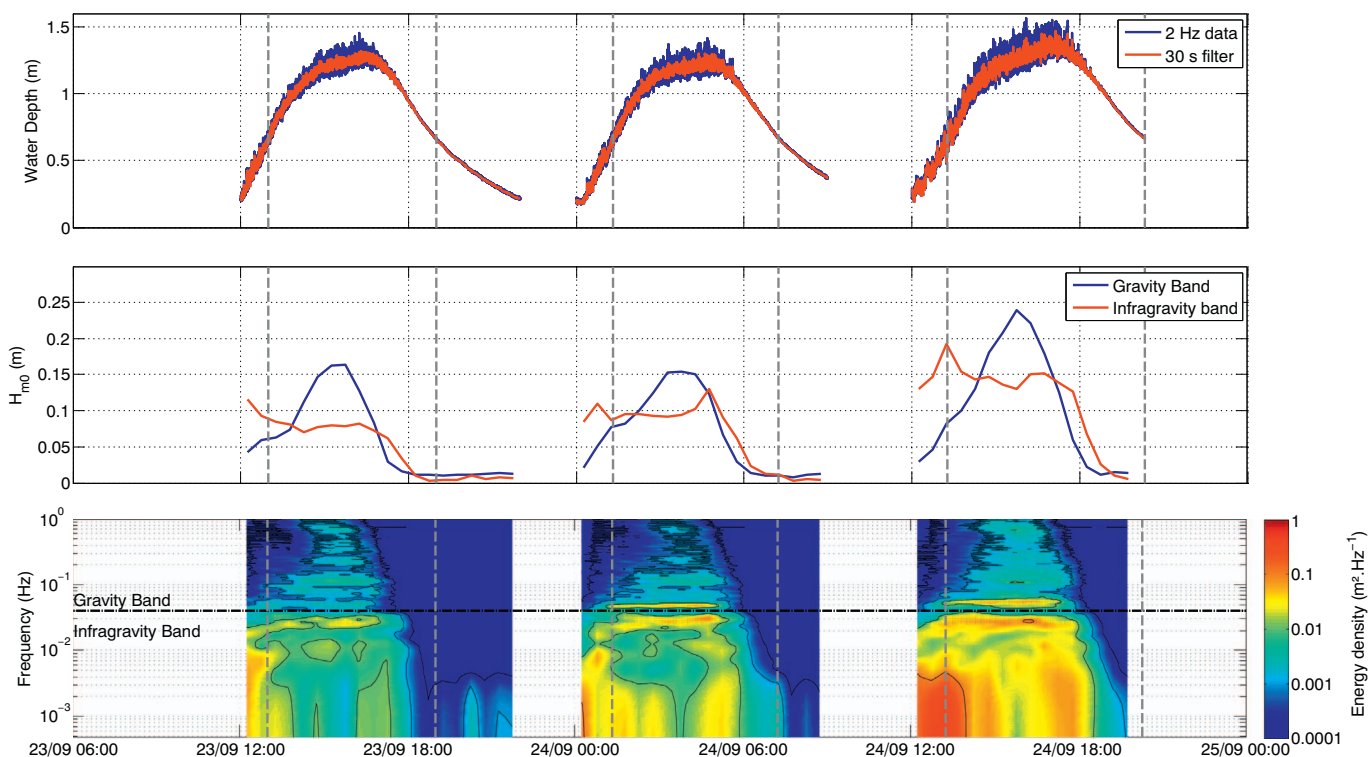 1.5
1
0.5
0
Water Depth (m)
2 Hz data
30 s filter
0.25
0.2
0.15
0.1
0.05
0
H_m0 (m)
Gravity Band
Infragravity band
10⁰
10⁻¹
10⁻²
10⁻³
Frequency (Hz)
Gravity Band
Infragravity Band
23/09 06:00
23/09 12:00
23/09 18:00
24/09 00:00
24/09 06:00
24/09 12:00
24/09 18:00
25/09 00:00
1
0.1
0.01
0.001
0.0001
Energy density (m².Hz⁻¹)